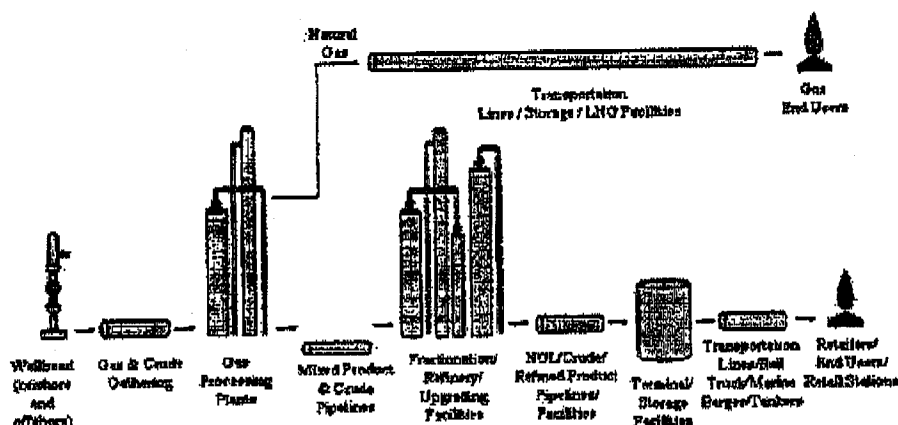 Natural
Gas
Transportation
Lines / Storage / LNG Facilities
Gas
End Users
Wellhead
(onshore
and
offshore)
Gas & Crude
Gathering
Gas
Processing
Plants
Mixed Product
& Crude
Pipelines
Fractionation/
Refinery/
Upgrading
Facilities
NGL/Crude/
Refined Product
Pipelines/
Facilities
Terminal/
Storage
Facilities
Transportation
Lines/Rail
Truck/Marine
Barges/Tankers
Retailers/
End Users/
Retail Stations